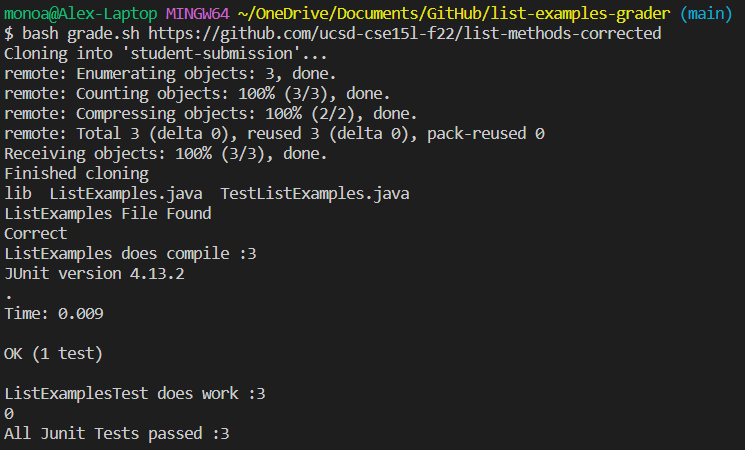 monoa@Alex-Laptop MINGW64 ~/OneDrive/Documents/GitHub/list-examples-grader (main)
$ bash grade.sh https://github.com/ucsd-cse15l-f22/list-methods-corrected
Cloning into 'student-submission'...
remote: Enumerating objects: 3, done.
remote: Counting objects: 100% (3/3), done.
remote: Compressing objects: 100% (2/2), done.
remote: Total 3 (delta 0), reused 3 (delta 0), pack-reused 0
Receiving objects: 100% (3/3), done.
Finished cloning
lib  ListExamples.java  TestListExamples.java
ListExamples File Found
Correct
ListExamples does compile :3
JUnit version 4.13.2
.
Time: 0.009

OK (1 test)

ListExamplesTest does work :3
0
All Junit Tests passed :3